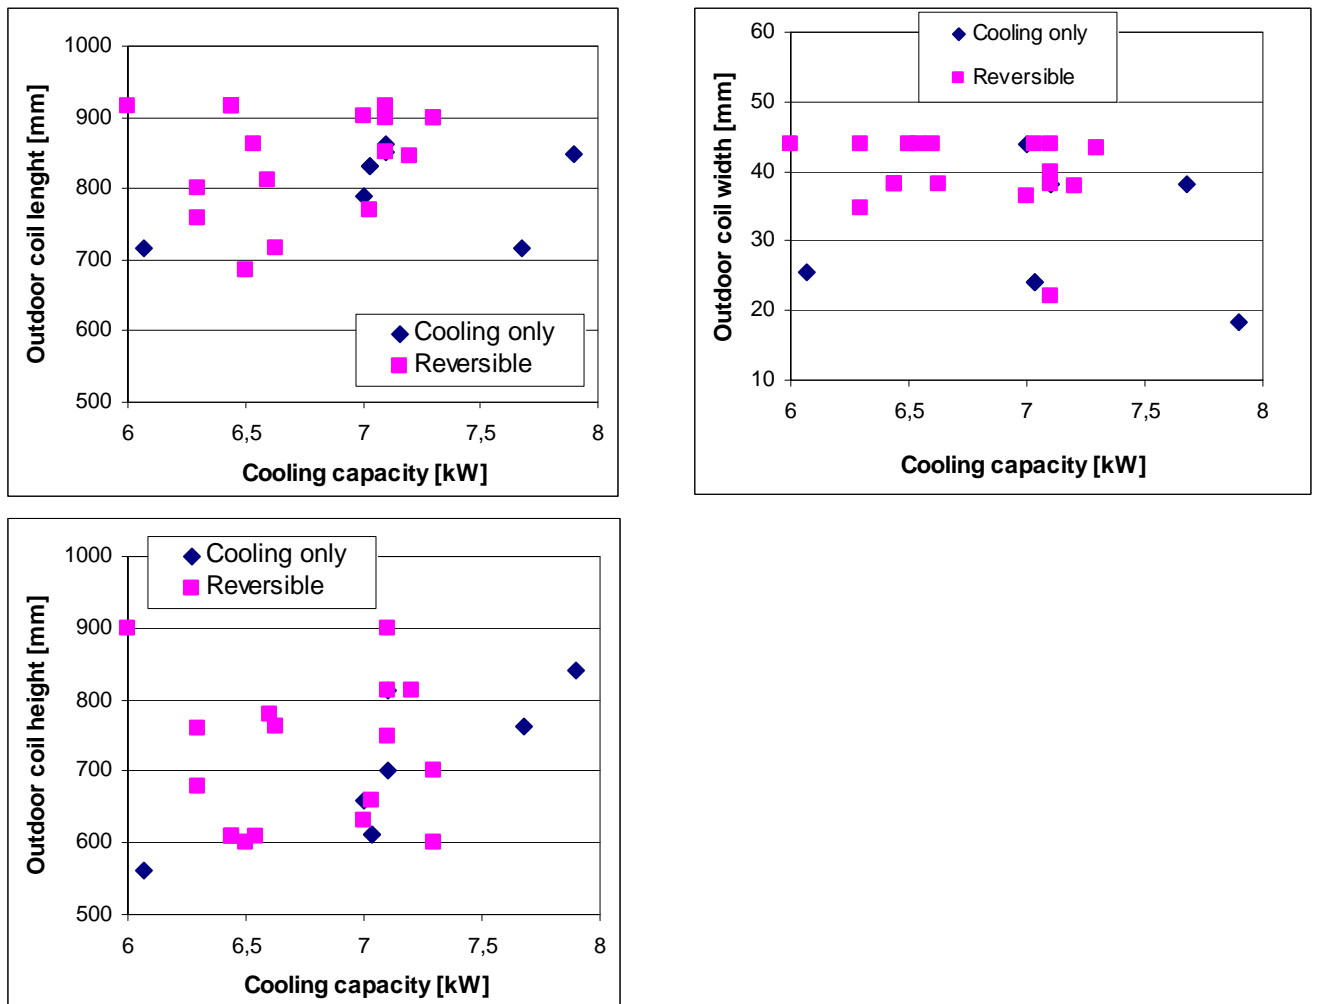 Outdoor coil lenght [mm]
1000
900
800
700
600
500
Cooling only
Reversible
6
6,5
7
7,5
8
Cooling capacity [kW]
Outdoor coil width [mm]
60
50
40
30
20
10
Cooling only
Reversible
6
6,5
7
7,5
8
Cooling capacity [kW]
Outdoor coil height [mm]
1000
900
800
700
600
500
Cooling only
Reversible
6
6,5
7
7,5
8
Cooling capacity [kW]